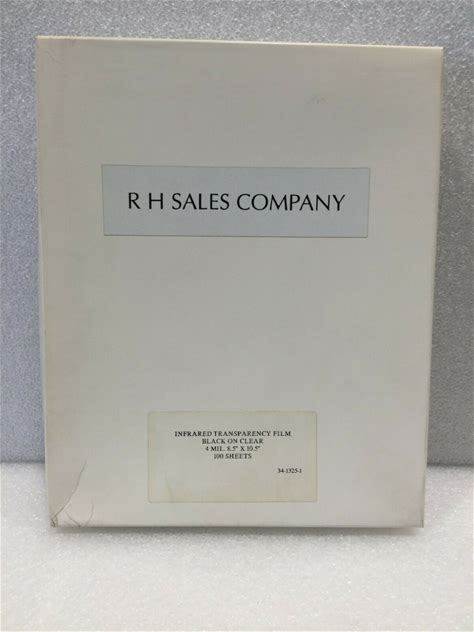 R H SALES COMPANY
INFRARED TRANSPARENCY FILM
BLACK ON CLEAR
4 MIL. 8.5" X 10.5"
100 SHEETS
34-1325-1